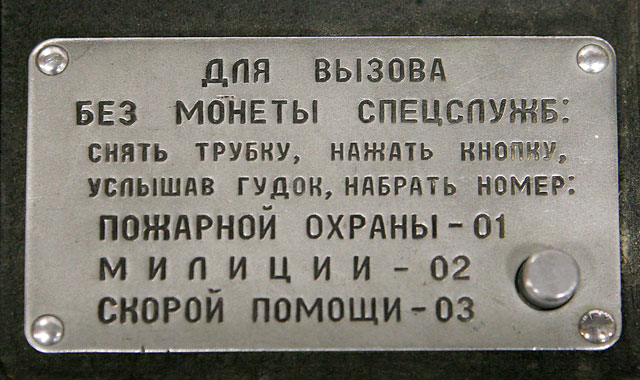 ДЛЯ ВЫЗОВА
БЕЗ МОНЕТЫ СПЕЦСЛУЖБ:
СНЯТЬ ТРУБКУ, НАЖАТЬ КНОПКУ,
УСЛЫШАВ ГУДОК, НАБРАТЬ НОМЕР:
ПОЖАРНОЙ ОХРАНЫ - 01
МИЛИЦИИ - 02
СКОРОЙ ПОМОЩИ - 03